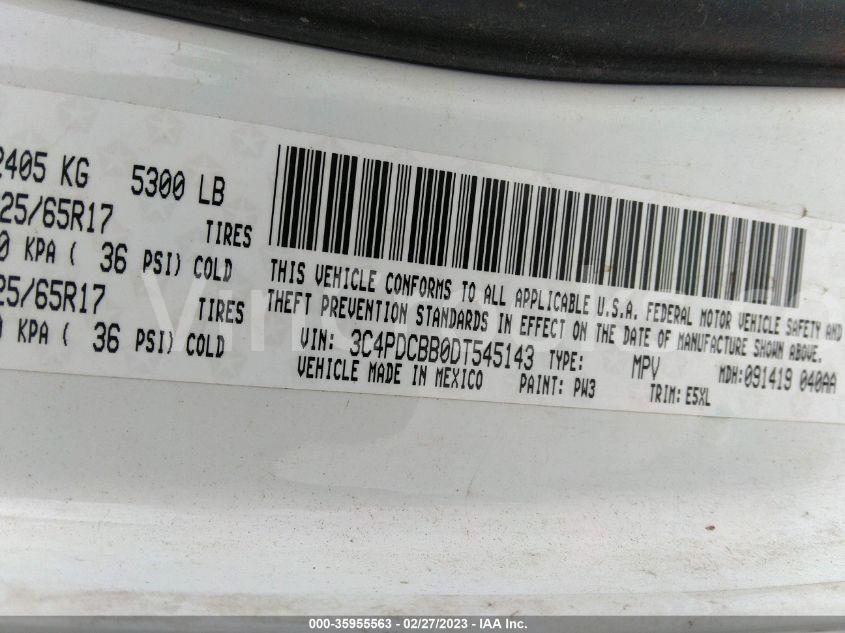 2405 KG 5300 LB
25/65R17 TIRES
0 KPA ( 36 PSI) COLD
25/65R17 TIRES
0 KPA ( 36 PSI) COLD
THIS VEHICLE CONFORMS TO ALL APPLICABLE U.S.A. FEDERAL MOTOR VEHICLE SAFETY AND
THEFT PREVENTION STANDARDS IN EFFECT ON THE DATE OF MANUFACTURE SHOWN ABOVE.
VIN: 3C4PDCBB0DT545143 TYPE: MPV MDH:091419 040AA
VEHICLE MADE IN MEXICO PAINT: PW3 TRIM: E5XL
000-35955563 - 02/27/2023 - IAA Inc.